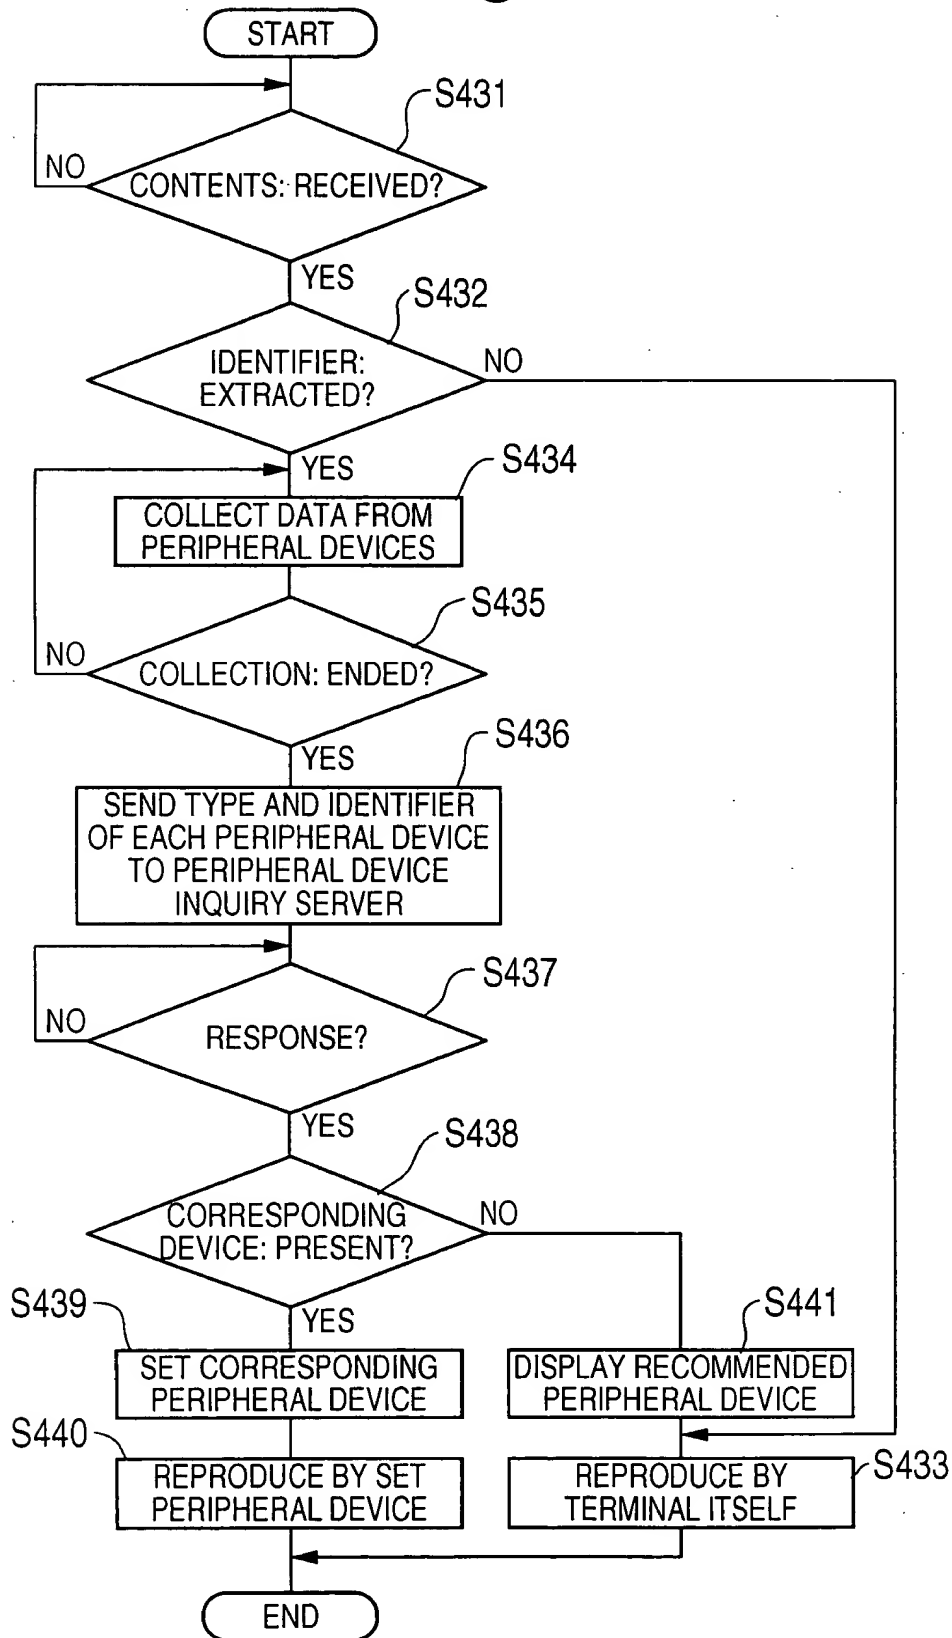 START
S431
NO
CONTENTS: RECEIVED?
YES
S432
IDENTIFIER:
EXTRACTED?
NO
YES
S434
COLLECT DATA FROM
PERIPHERAL DEVICES
S435
NO
COLLECTION: ENDED?
YES
S436
SEND TYPE AND IDENTIFIER
OF EACH PERIPHERAL DEVICE
TO PERIPHERAL DEVICE
INQUIRY SERVER
S437
NO
RESPONSE?
YES
S438
CORRESPONDING
DEVICE: PRESENT?
NO
S439
YES
S441
SET CORRESPONDING
PERIPHERAL DEVICE
DISPLAY RECOMMENDED
PERIPHERAL DEVICE
S440
S433
REPRODUCE BY SET
PERIPHERAL DEVICE
REPRODUCE BY
TERMINAL ITSELF
END